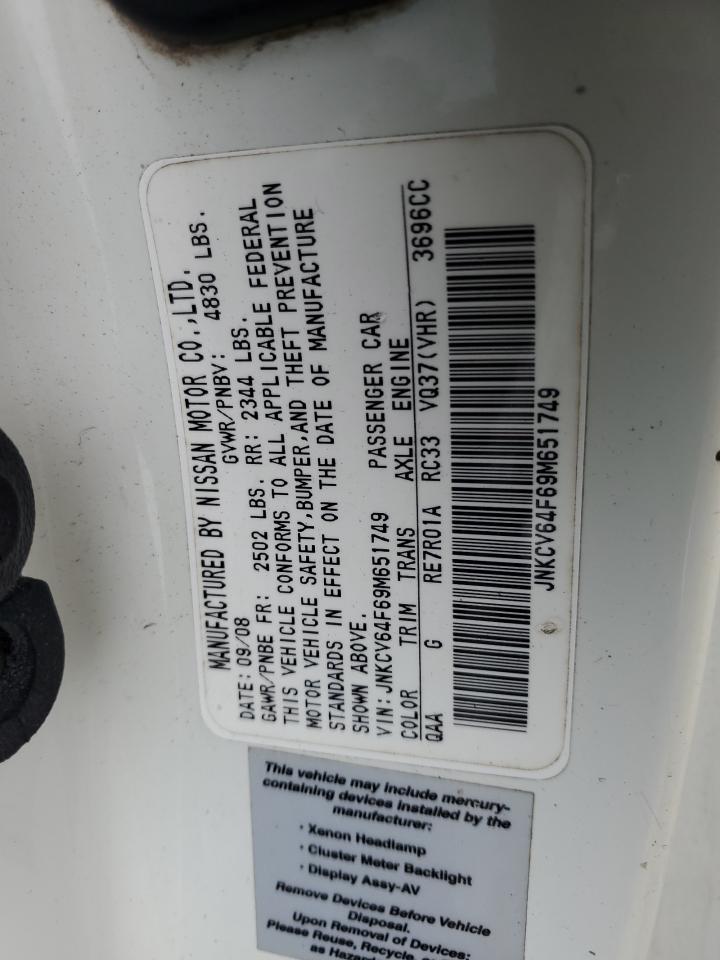 MANUFACTURED BY NISSAN MOTOR CO.,LTD.
DATE: 09/08 GVWR/PNBV: 4830 LBS.
GAWR/PNBE FR: 2502 LBS. RR: 2344 LBS.
THIS VEHICLE CONFORMS TO ALL APPLICABLE FEDERAL
MOTOR VEHICLE SAFETY,BUMPER,AND THEFT PREVENTION
STANDARDS IN EFFECT ON THE DATE OF MANUFACTURE
SHOWN ABOVE.
VIN: JNKCV64F69M651749 PASSENGER CAR
COLOR TRIM TRANS AXLE ENGINE
QAA G RE7R01A RC33 VQ37(VHR) 3696CC
JNKCV64F69M651749
This vehicle may include mercury-
containing devices installed by the
manufacturer:
· Xenon Headlamp
· Cluster Meter Backlight
· Display Assy-AV
Remove Devices Before Vehicle
Disposal.
Upon Removal of Devices:
Please Reuse, Recycle,
as